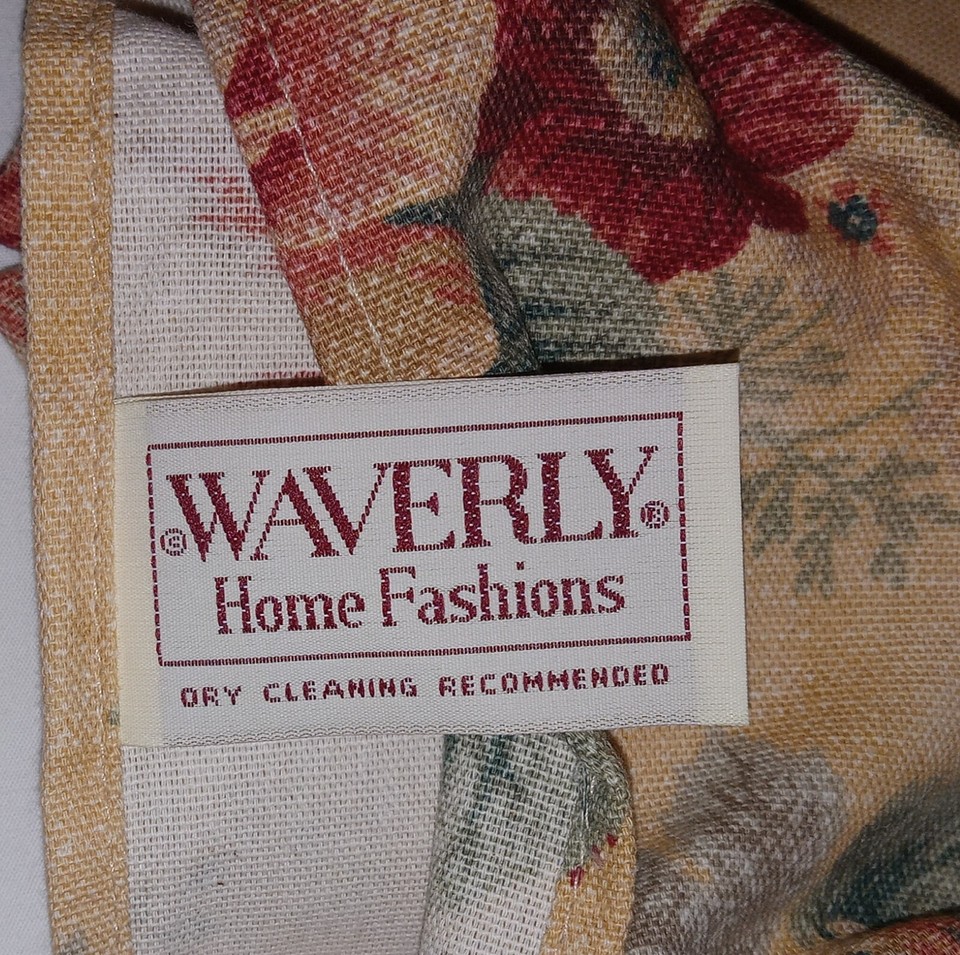 ® WAVERLY ®
Home Fashions
DRY CLEANING RECOMMENDED